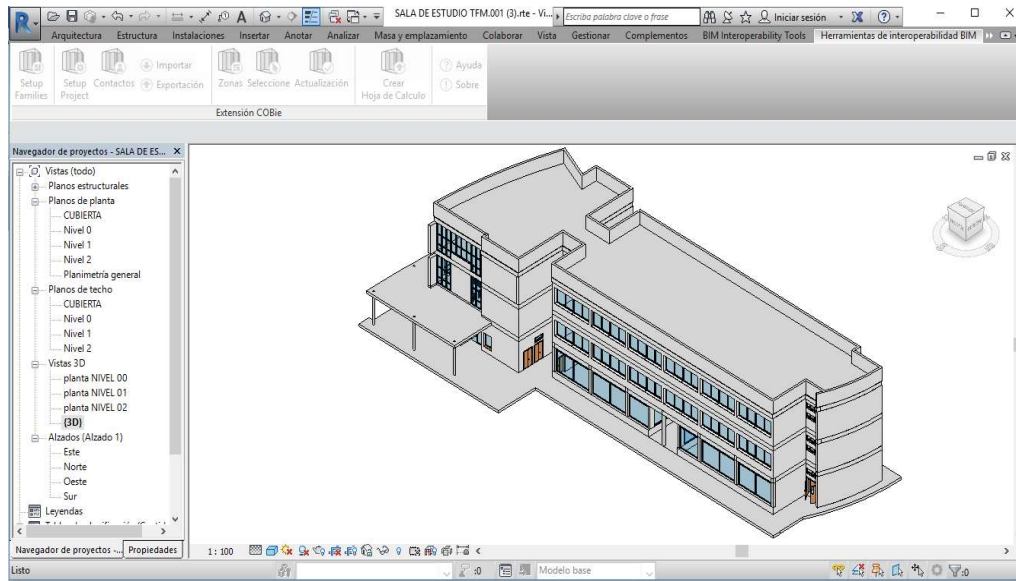 SALA DE ESTUDIO TFM.001 (3).rte - Vi... Escriba palabra clave o frase Iniciar sesión
Arquitectura Estructura Instalaciones Insertar Anotar Analizar Masa y emplazamiento Colaborar Vista Gestionar Complementos BIM Interoperability Tools Herramientas de interoperabilidad BIM
Setup Families Setup Project Contactos Importar Exportación Zonas Seleccione Actualización Crear Hoja de Calculo Ayuda Sobre
Extensión COBie
Navegador de proyectos - SALA DE ES...
Vistas (todo)
Planos estructurales
Planos de planta
CUBIERTA
Nivel 0
Nivel 1
Nivel 2
Planimetría general
Planos de techo
CUBIERTA
Nivel 0
Nivel 1
Nivel 2
Vistas 3D
planta NIVEL 00
planta NIVEL 01
planta NIVEL 02
{3D}
Alzados (Alzado 1)
Este
Norte
Oeste
Sur
Leyendas
Navegador de proyectos -... Propiedades 1 : 100
Listo :0 Modelo base :0